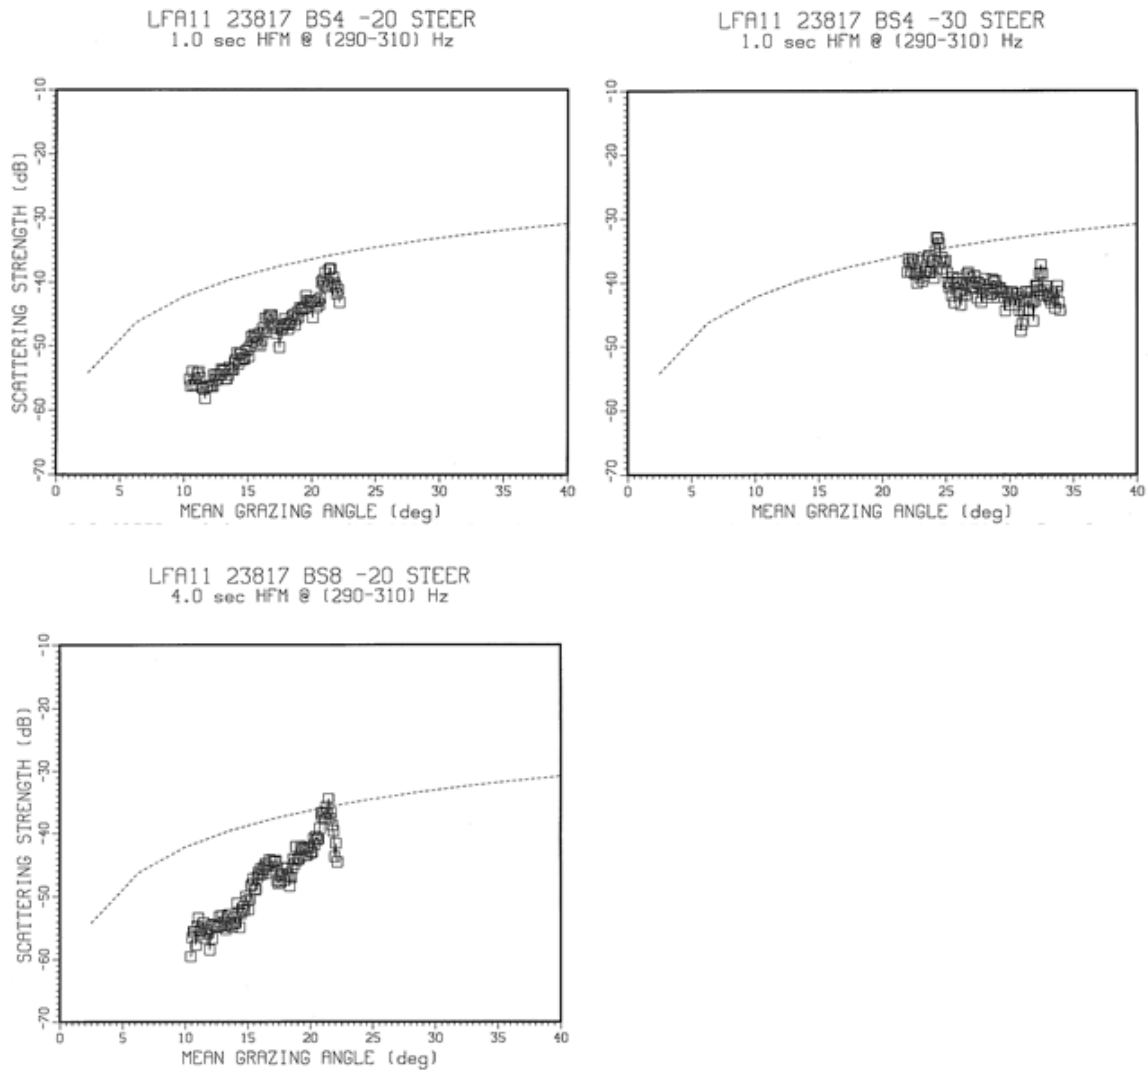 LFA11 23817 BS4 -20 STEER
1.0 sec HFM @ (290-310) Hz
SCATTERING STRENGTH (dB)
-10
-20
-30
-40
-50
-60
-70
0 5 10 15 20 25 30 35 40
MEAN GRAZING ANGLE (deg)
LFA11 23817 BS4 -30 STEER
1.0 sec HFM @ (290-310) Hz
-10
-20
-30
-40
-50
-60
-70
0 5 10 15 20 25 30 35 40
MEAN GRAZING ANGLE (deg)
LFA11 23817 BS8 -20 STEER
4.0 sec HFM @ (290-310) Hz
SCATTERING STRENGTH (dB)
-10
-20
-30
-40
-50
-60
-70
0 5 10 15 20 25 30 35 40
MEAN GRAZING ANGLE (deg)